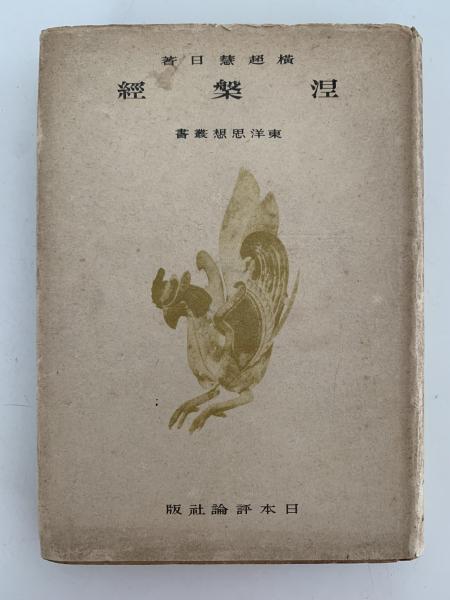 橫超慧日著
涅槃經
東洋思想叢書
日本評論社版